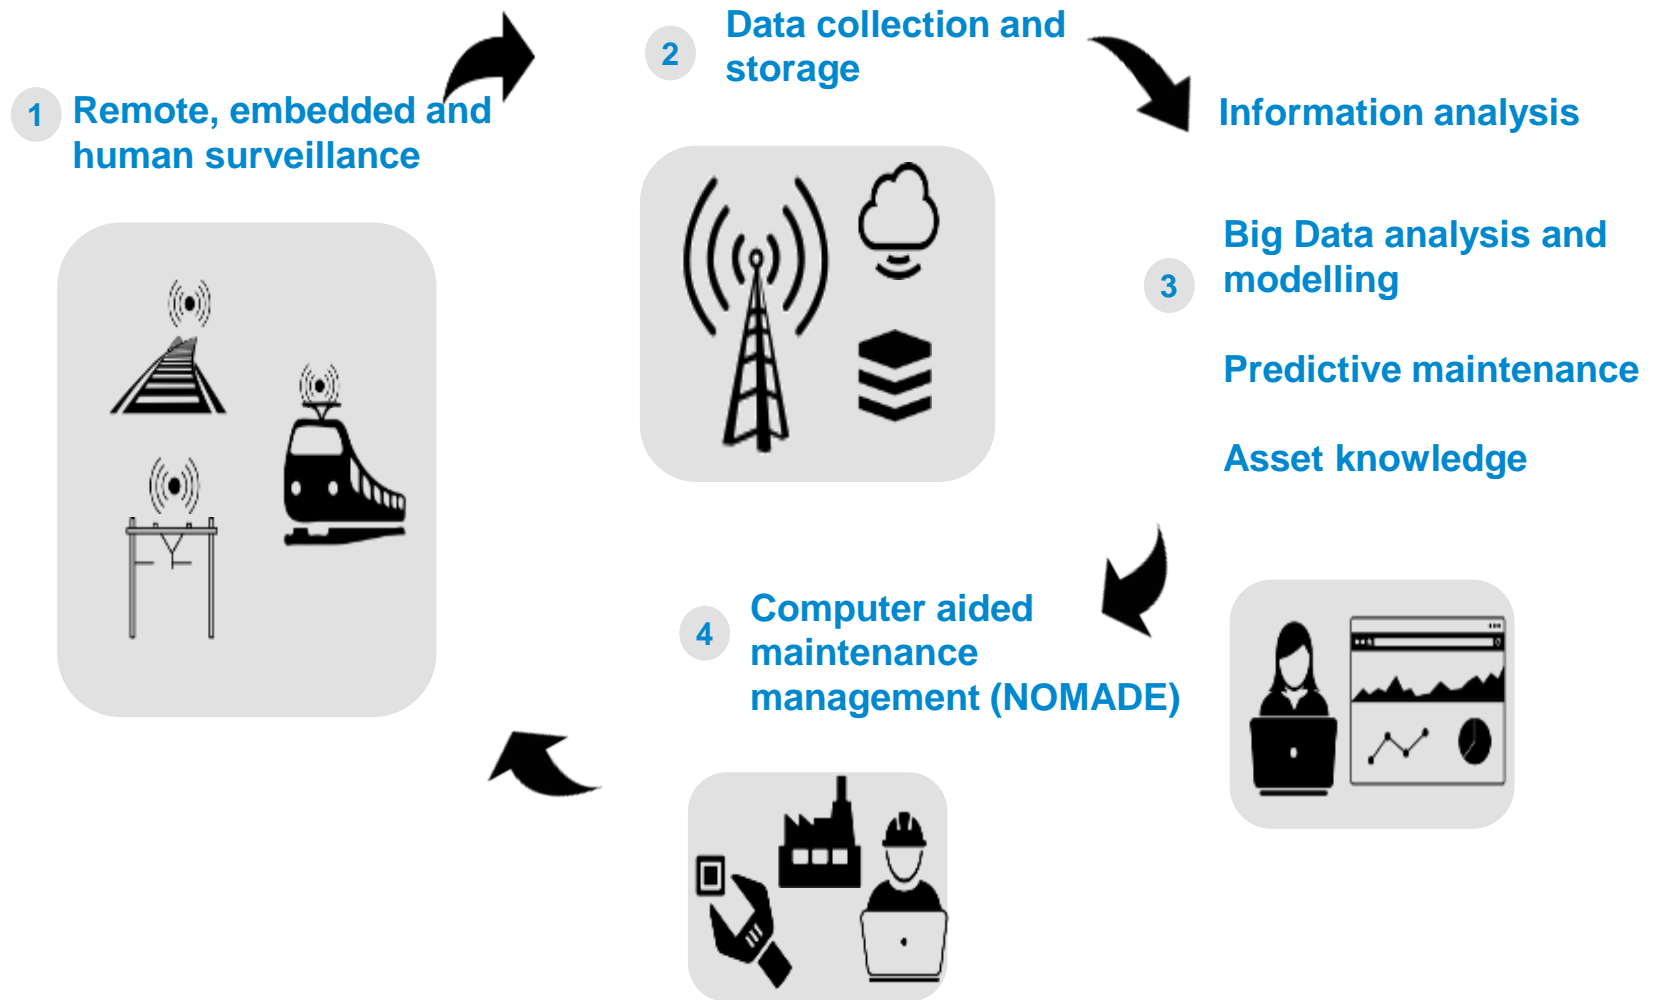 1
Remote, embedded and
human surveillance
2
Data collection and
storage
Information analysis
3
Big Data analysis and
modelling
Predictive maintenance
Asset knowledge
4
Computer aided
maintenance
management (NOMADE)